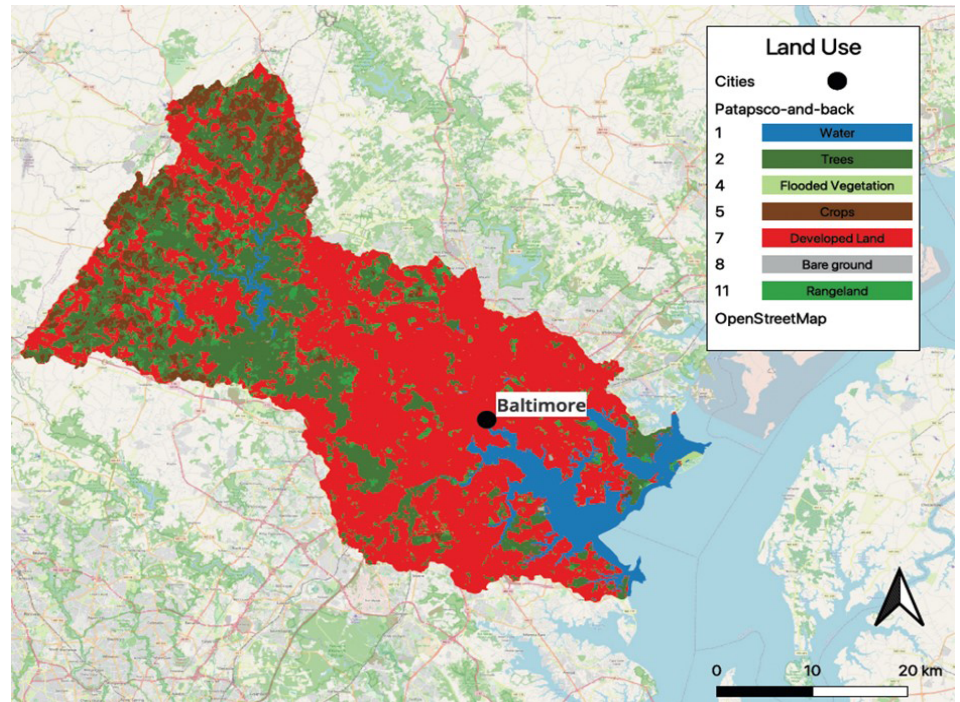 Land Use
Cities
Patapsco-and-back
1 Water
2 Trees
4 Flooded Vegetation
5 Crops
7 Developed Land
8 Bare ground
11 Rangeland
OpenStreetMap
Baltimore
0 10 20 km